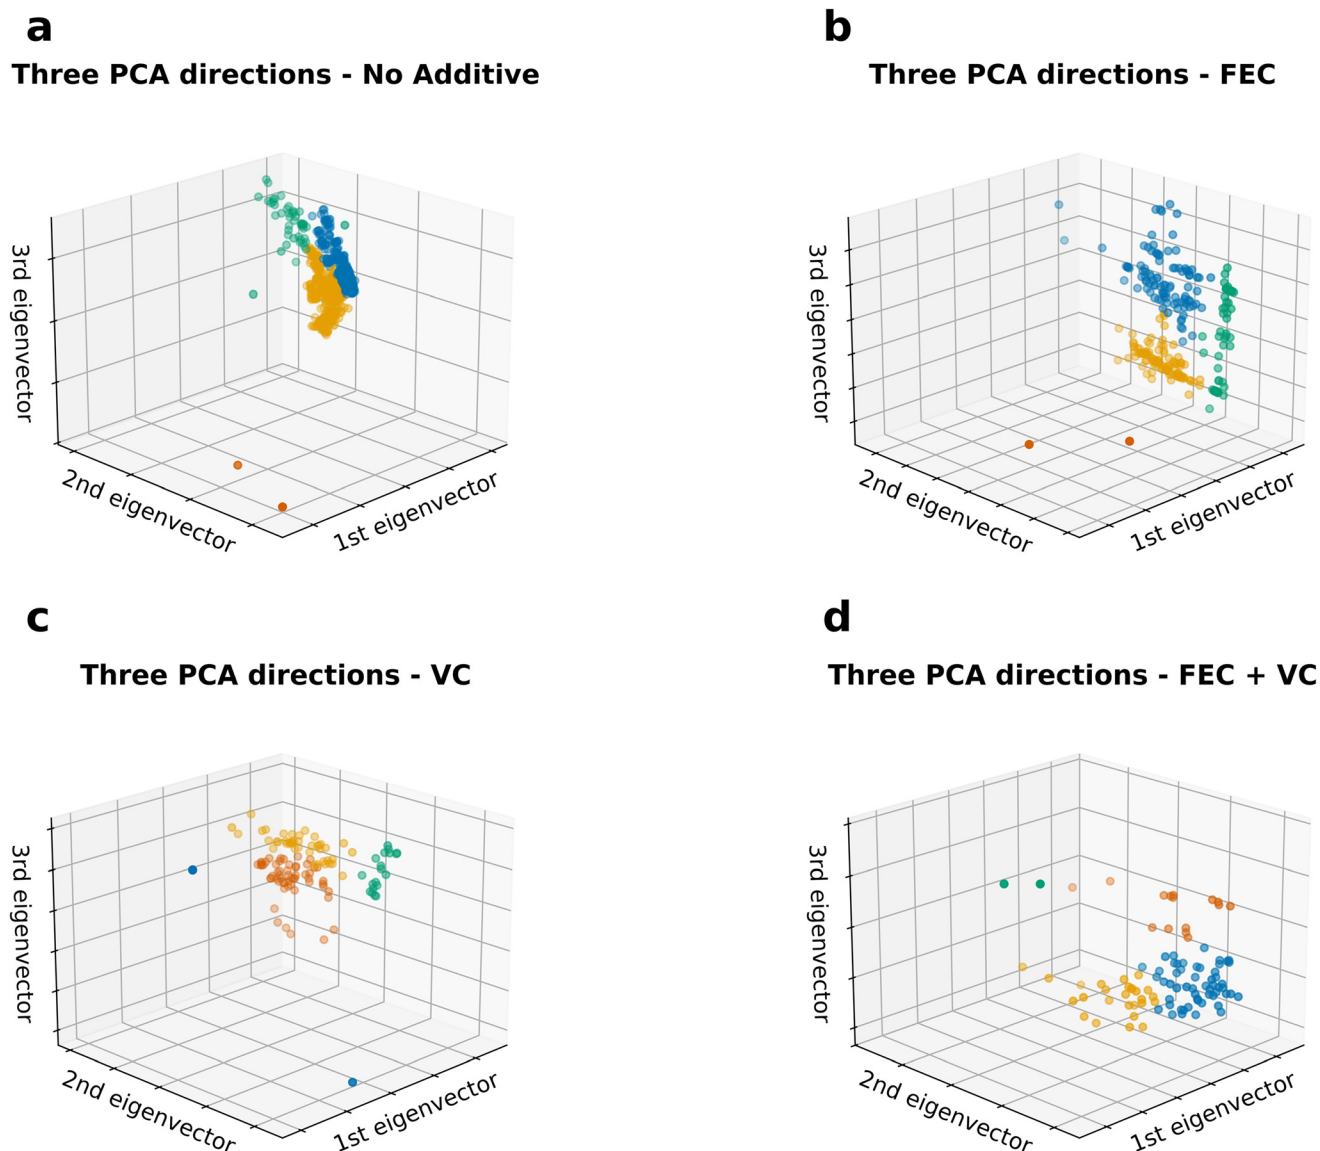 a
Three PCA directions - No Additive
3rd eigenvector
2nd eigenvector
1st eigenvector
b
Three PCA directions - FEC
3rd eigenvector
2nd eigenvector
1st eigenvector
c
Three PCA directions - VC
3rd eigenvector
2nd eigenvector
1st eigenvector
d
Three PCA directions - FEC + VC
3rd eigenvector
2nd eigenvector
1st eigenvector